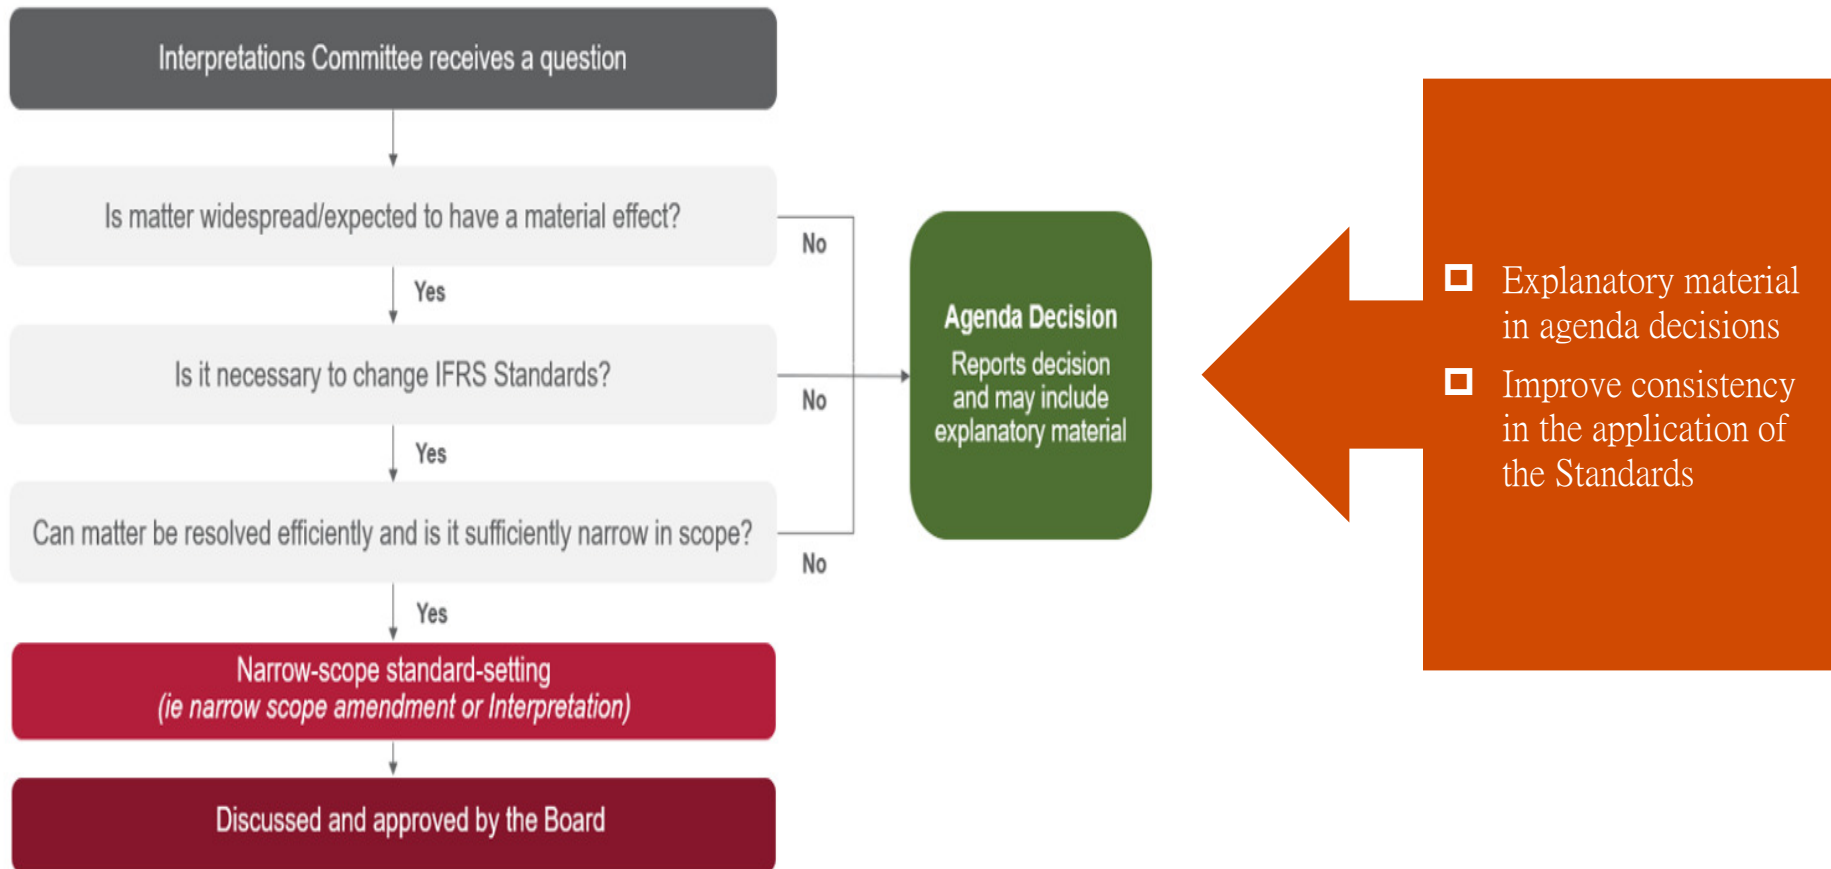 Interpretations Committee receives a question
Is matter widespread/expected to have a material effect?
No
Yes
Is it necessary to change IFRS Standards?
No
Yes
Can matter be resolved efficiently and is it sufficiently narrow in scope?
No
Yes
Narrow-scope standard-setting
(ie narrow scope amendment or Interpretation)
Discussed and approved by the Board
Agenda Decision
Reports decision
and may include
explanatory material
Explanatory material
in agenda decisions
Improve consistency
in the application of
the Standards